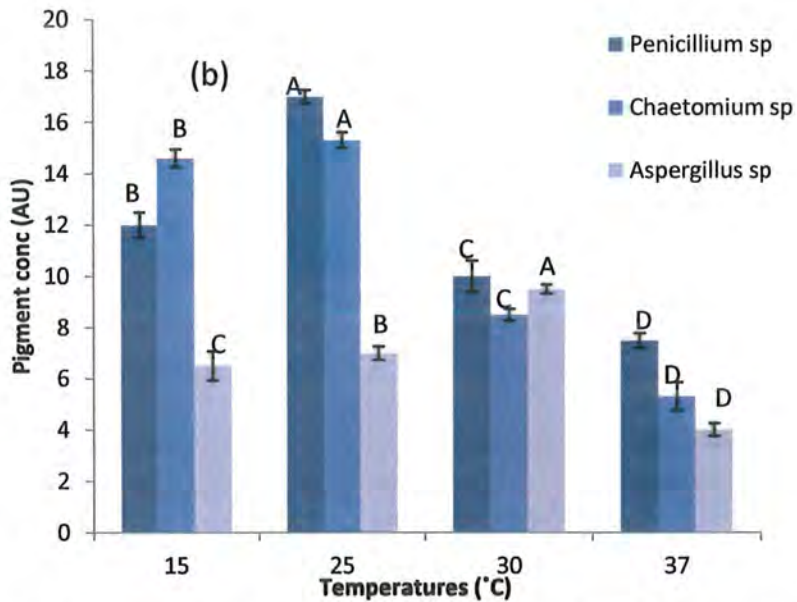 Pigment conc (AU)
20
18
16
14
12
10
8
6
4
2
0
(b)
Penicillium sp
Chaetomium sp
Aspergillus sp
B
B
C
A
A
B
C
C
A
D
D
D
15
25
30
37
Temperatures (˚C)